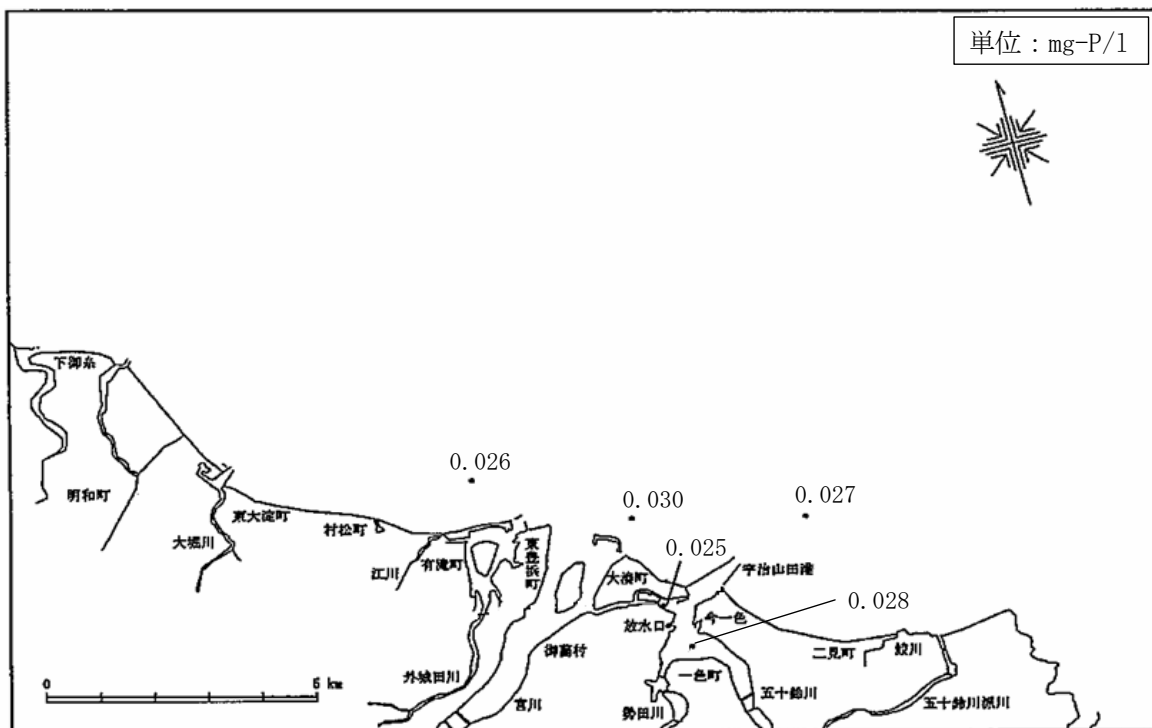 単位：mg-P/l
下御糸
0.026
0.030
0.027
明和町
東大淀町
村松町
大堀川
江川
有滝町
東豊浜町
大湊町
0.025
宇治山田港
0.028
今一色
放水口
御薗村
二見町
鮫川
一色町
外城田川
宮川
勢田川
五十鈴川
五十鈴川派川
0
5 km